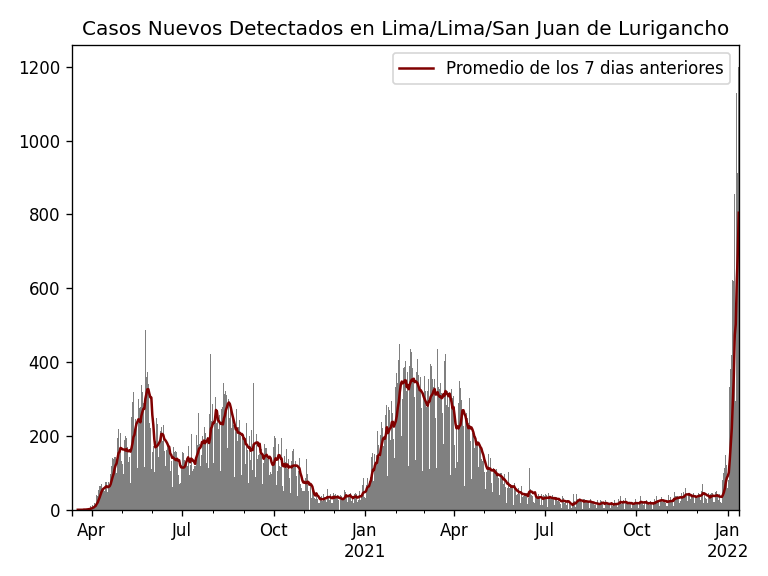 Casos Nuevos Detectados en Lima/Lima/San Juan de Lurigancho
Promedio de los 7 dias anteriores
1200
1000
800
600
400
200
0
Apr Jul Oct Jan Apr Jul Oct Jan
2021 2022